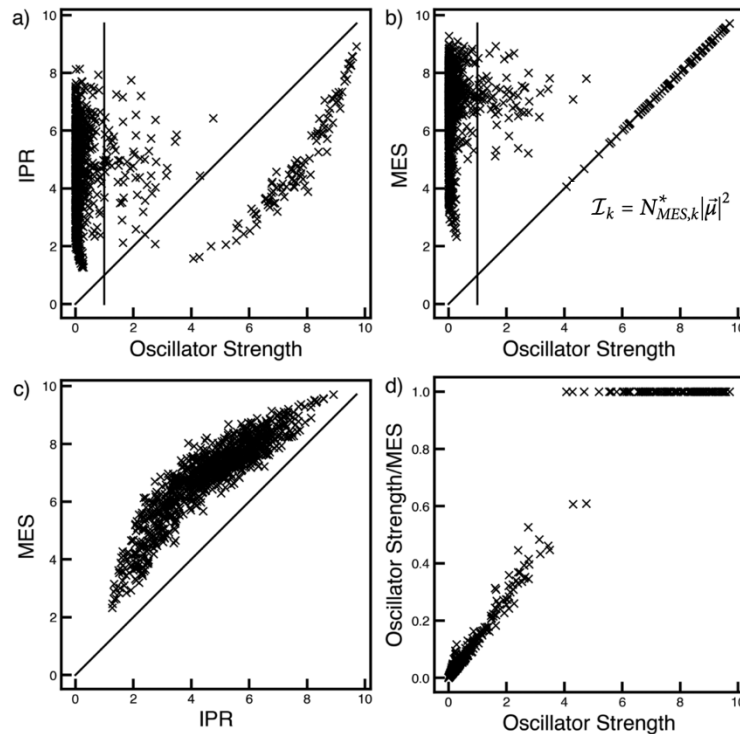 a)
IPR
10
8
6
4
2
0
0 2 4 6 8 10
Oscillator Strength
b)
MES
10
8
6
4
2
0
0 2 4 6 8 10
Oscillator Strength
𝓘ₖ = N*MES,k|μ⃗|²
c)
MES
10
8
6
4
2
0
0 2 4 6 8 10
IPR
d)
Oscillator Strength/MES
1.0
0.8
0.6
0.4
0.2
0.0
0 2 4 6 8 10
Oscillator Strength